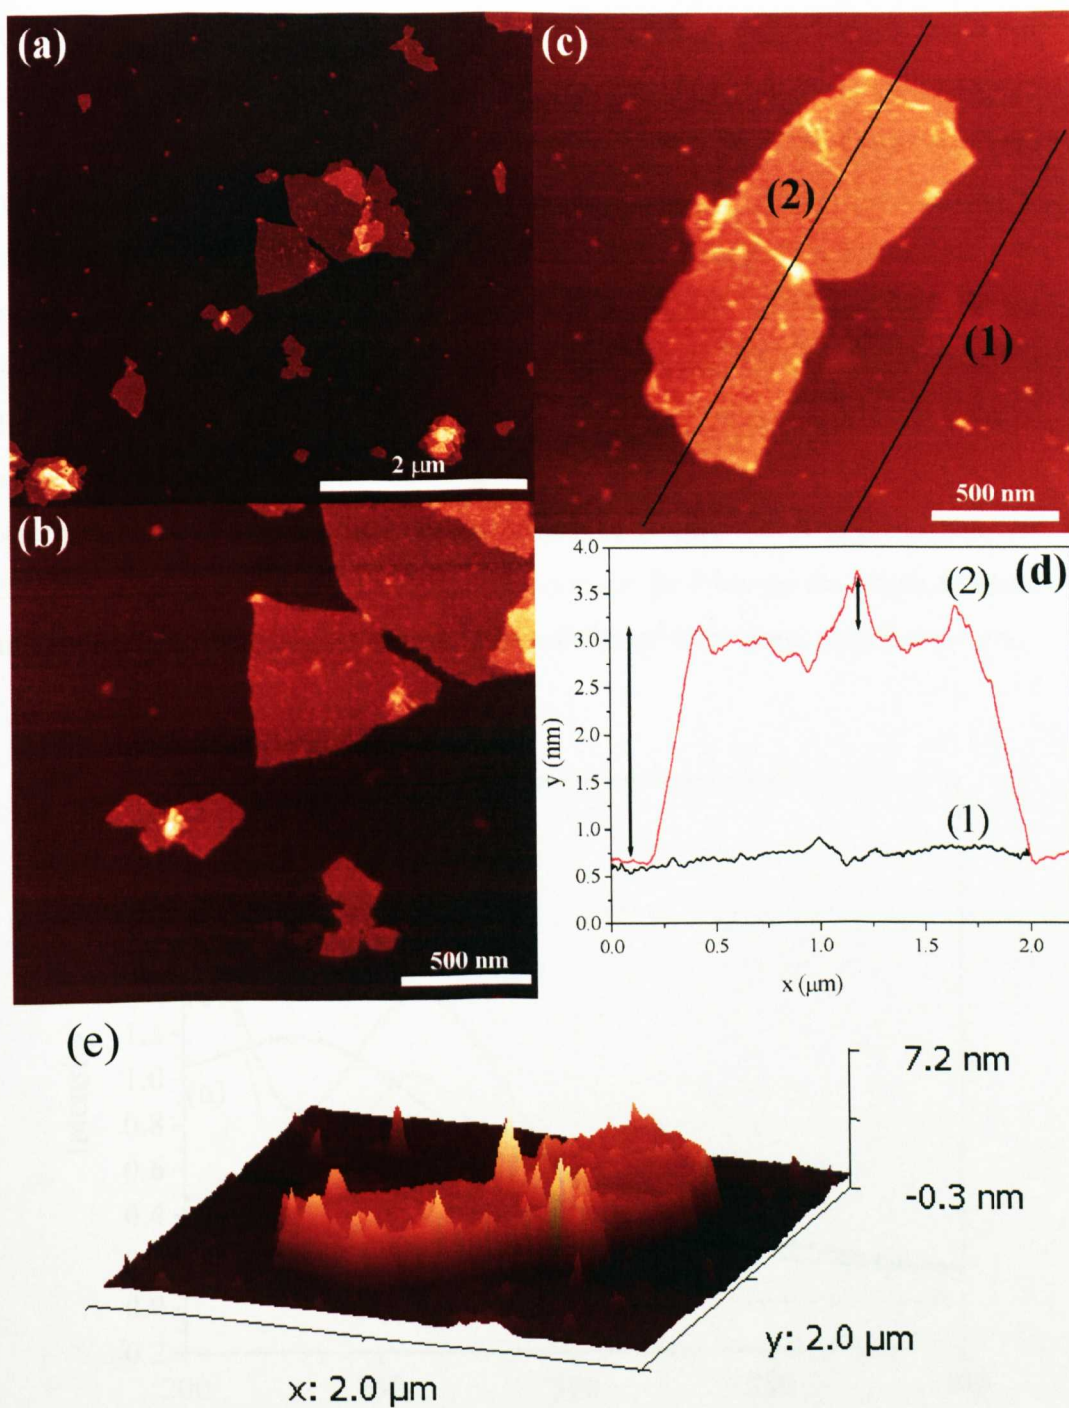 (a)
2 μm
(b)
500 nm
(c)
(2)
(1)
500 nm
(d)
4.0
3.5
3.0
2.5
2.0
1.5
1.0
0.5
0.0
y (nm)
(2)
(1)
0.0 0.5 1.0 1.5 2.0
x (μm)
(e)
7.2 nm
-0.3 nm
y: 2.0 μm
x: 2.0 μm